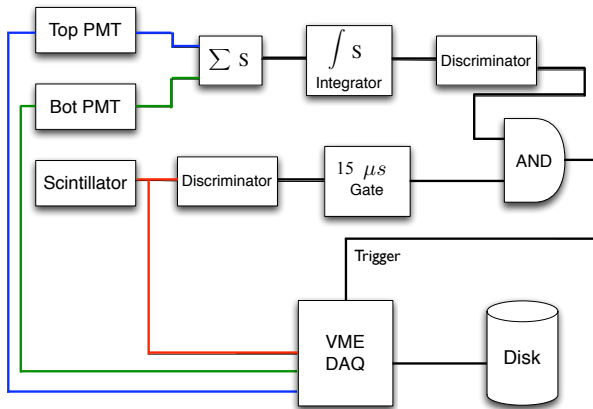 Top PMT
∑ S
∫ S
Integrator
Discriminator
Bot PMT
AND
Scintillator
Discriminator
15 μs
Gate
Trigger
VME
DAQ
Disk